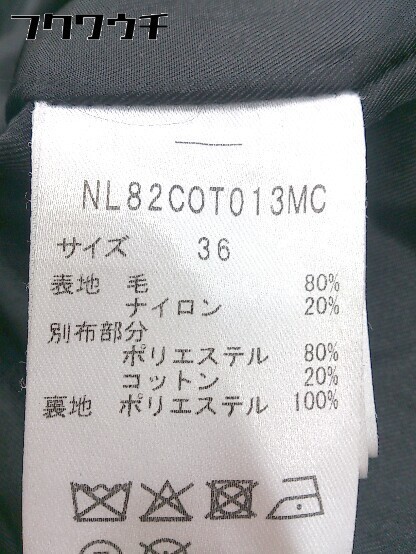 フクワウチ
NL82COT013MC
サイズ 36
表地 毛 80%
ナイロン 20%
別布部分
ポリエステル 80%
コットン 20%
裏地 ポリエステル 100%